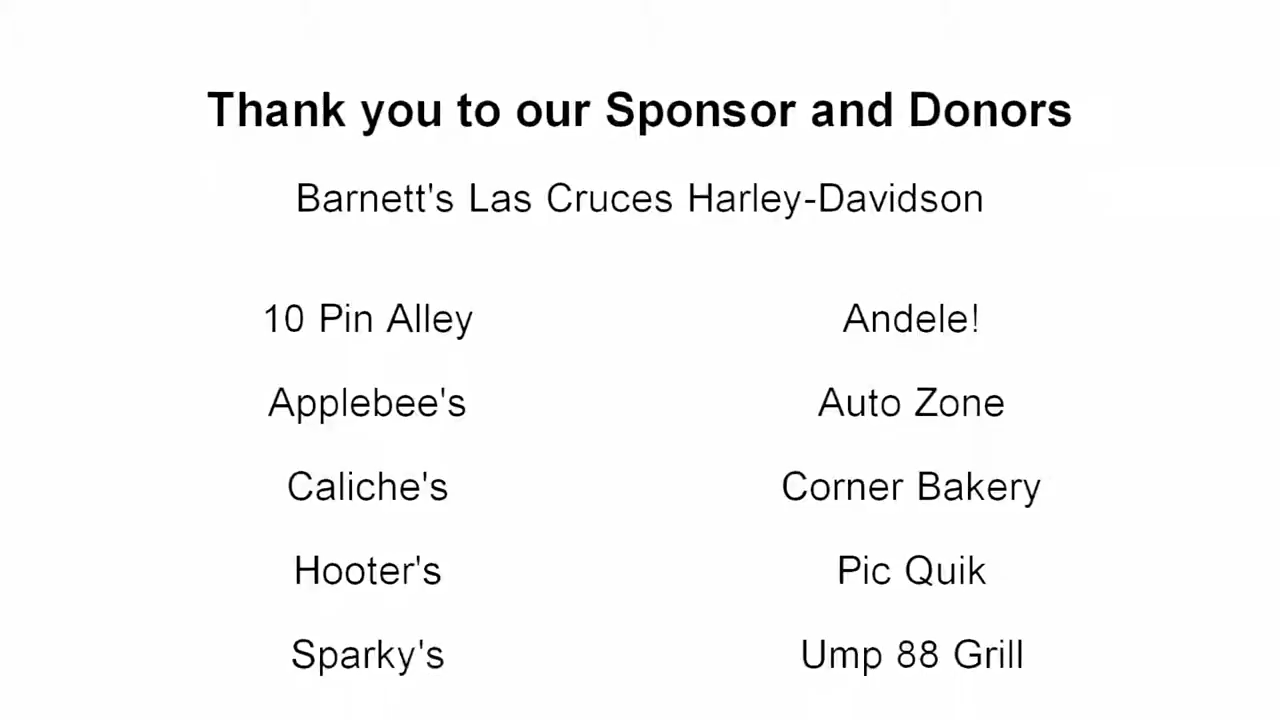 Thank you to our Sponsor and Donors
Barnett's Las Cruces Harley-Davidson
10 Pin Alley
Andele!
Applebee's
Auto Zone
Caliche's
Corner Bakery
Hooter's
Pic Quik
Sparky's
Ump 88 Grill